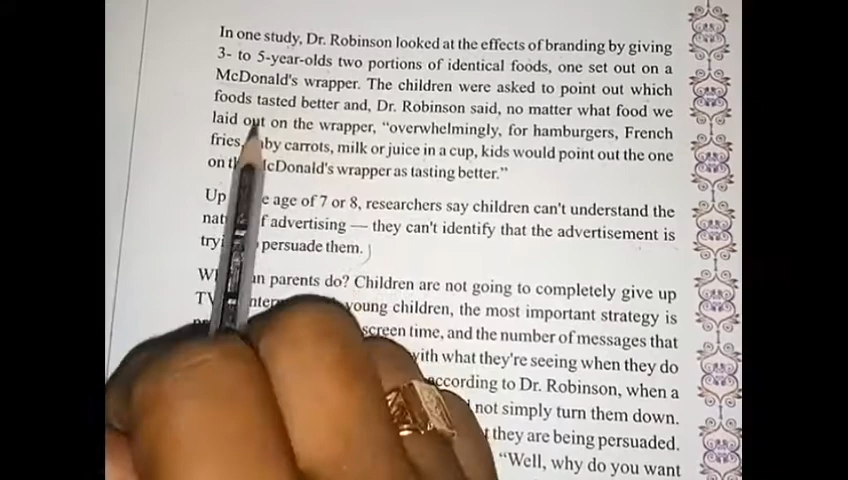 In one study, Dr. Robinson looked at the effects of branding by giving
3- to 5-year-olds two portions of identical foods, one set out on a
McDonald's wrapper. The children were asked to point out which
foods tasted better and, Dr. Robinson said, no matter what food we
laid out on the wrapper, “overwhelmingly, for hamburgers, French
fries, carrots, milk or juice in a cup, kids would point out the one
on McDonald's wrapper as tasting better.”
Up age of 7 or 8, researchers say children can't understand the
advertising — they can't identify that the advertisement is
persuade them.
parents do? Children are not going to completely give up
young children, the most important strategy is
screen time, and the number of messages that
with what they're seeing when they do
according to Dr. Robinson, when a
not simply turn them down.
they are being persuaded.
“Well, why do you want